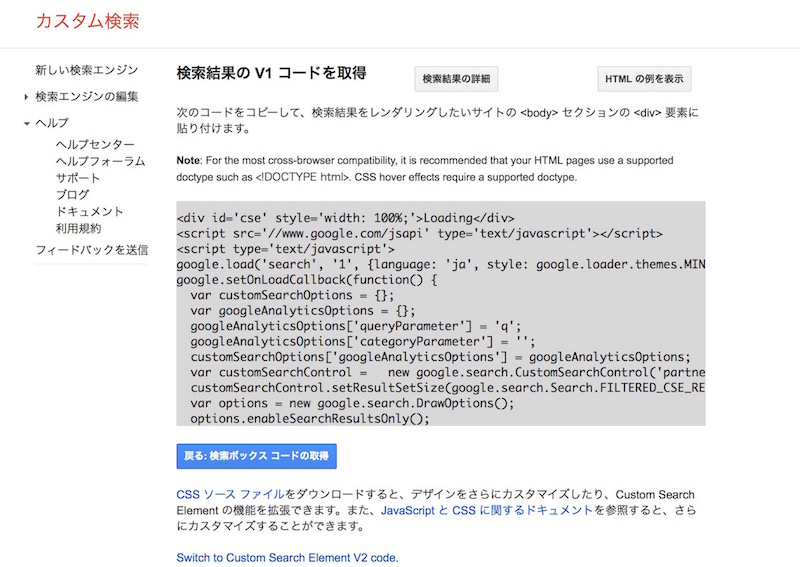 カスタム検索
新しい検索エンジン
検索エンジンの編集
ヘルプ
ヘルプセンター
ヘルプフォーラム
サポート
ブログ
ドキュメント
利用規約
フィードバックを送信
検索結果の V1 コードを取得
検索結果の詳細
HTML の例を表示
次のコードをコピーして、検索結果をレンダリングしたいサイトの <body> セクションの <div> 要素に
貼り付けます。
Note: For the most cross-browser compatibility, it is recommended that your HTML pages use a supported
doctype such as <!DOCTYPE html>. CSS hover effects require a supported doctype.
<div id='cse' style='width: 100%;'>Loading</div>
<script src='//www.google.com/jsapi' type='text/javascript'></script>
<script type='text/javascript'>
google.load('search', '1', {language: 'ja', style: google.loader.themes.MIN
google.setOnLoadCallback(function() {
  var customSearchOptions = {};
  var googleAnalyticsOptions = {};
  googleAnalyticsOptions['queryParameter'] = 'q';
  googleAnalyticsOptions['categoryParameter'] = '';
  customSearchOptions['googleAnalyticsOptions'] = googleAnalyticsOptions;
  var customSearchControl =   new google.search.CustomSearchControl('partne
  customSearchControl.setResultSetSize(google.search.Search.FILTERED_CSE_RE
  var options = new google.search.DrawOptions();
  options.enableSearchResultsOnly();
戻る: 検索ボックス コードの取得
CSS ソース ファイルをダウンロードすると、デザインをさらにカスタマイズしたり、Custom Search
Element の機能を拡張できます。また、JavaScript と CSS に関するドキュメントを参照すると、さら
にカスタマイズすることができます。
Switch to Custom Search Element V2 code.